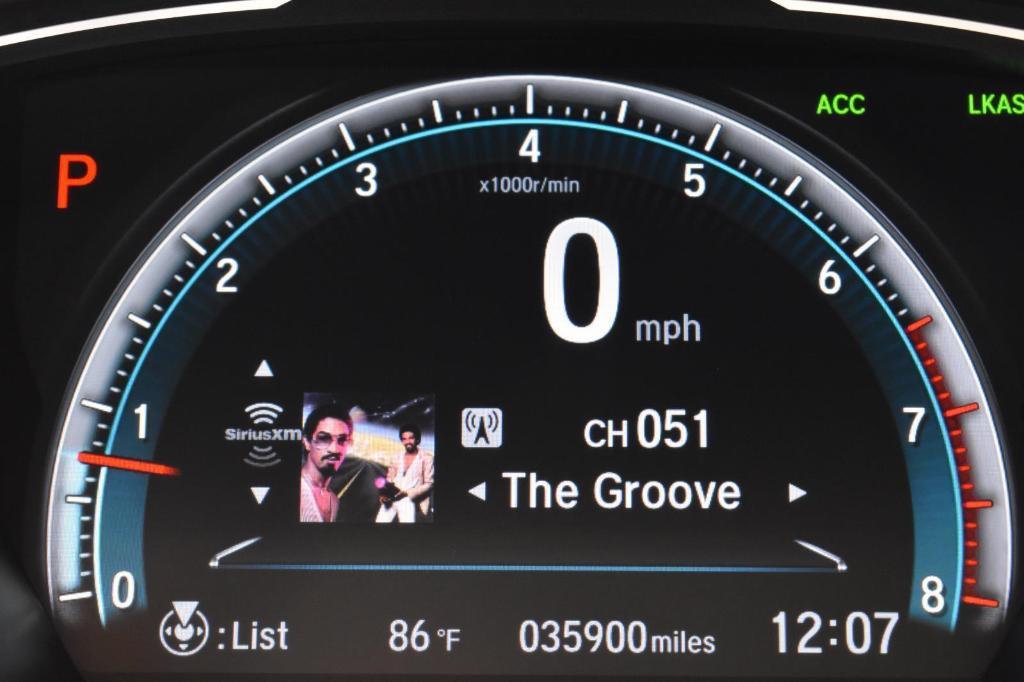 ACC LKAS
P
4
3 5
x1000r/min
2 6
0 mph
1 7
SiriusXm
CH 051
The Groove
0 8
:List 86 °F 035900 miles 12:07